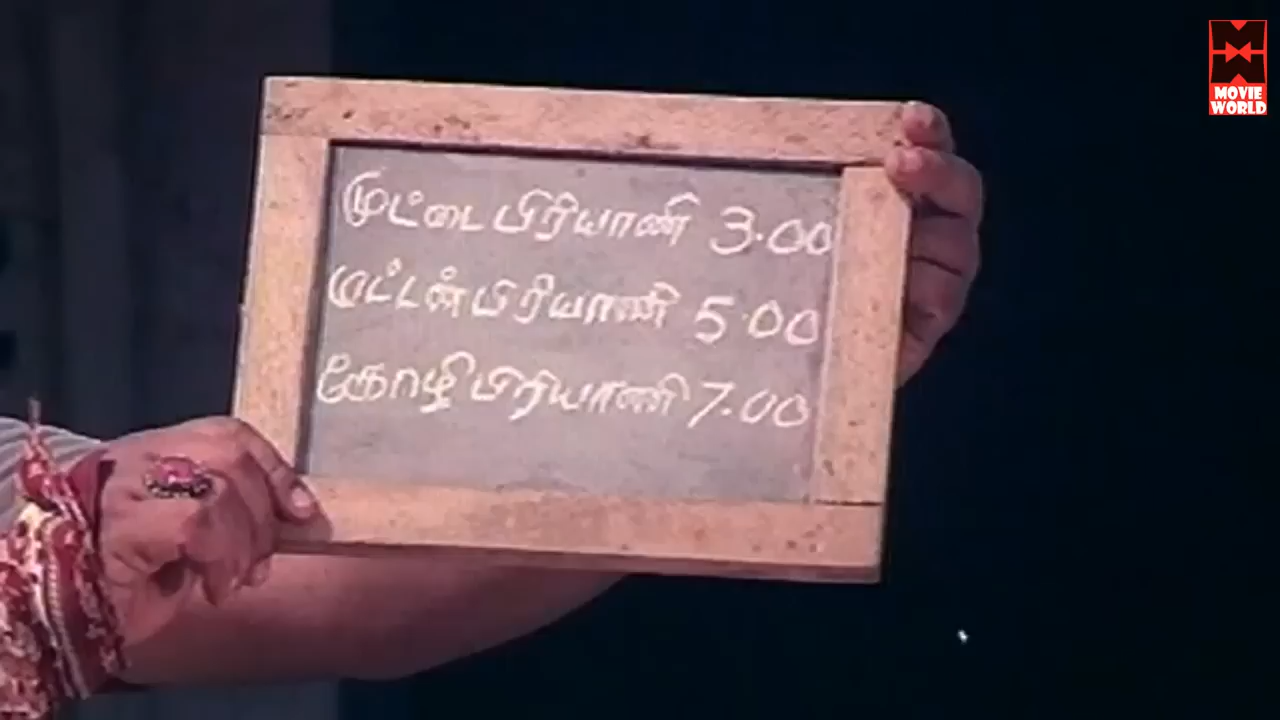 முட்டை பிரியாணி 3.00
மட்டன் பிரியாணி 5.00
கோழி பிரியாணி 7.00
MOVIE
WORLD